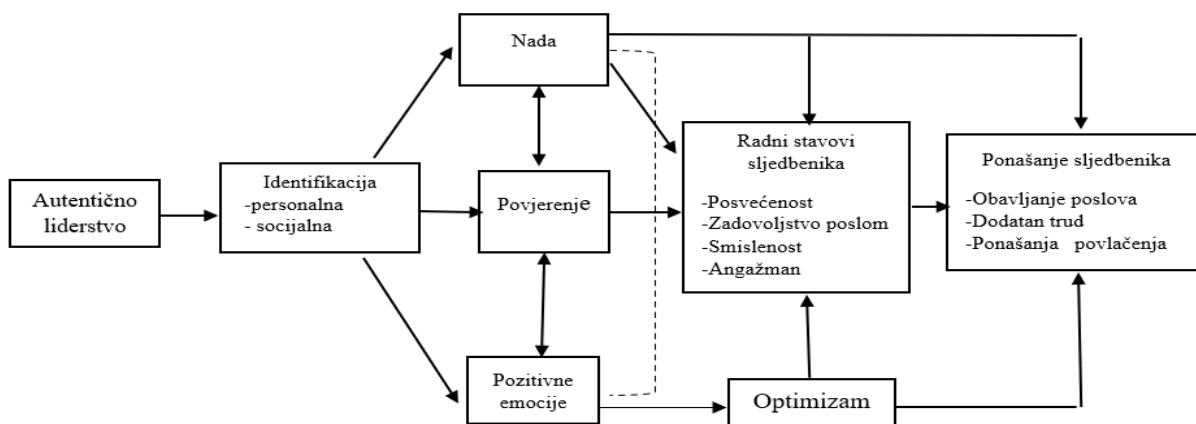 Autentično
liderstvo
Identifikacija
-personalna
- socijalna
Nada
Povjerenje
Pozitivne
emocije
Radni stavovi
sljedbenika
-Posvećenost
-Zadovoljstvo poslom
-Smislenost
-Angažman
Optimizam
Ponašanje sljedbenika
-Obavljanje poslova
-Dodatan trud
-Ponašanja povlačenja